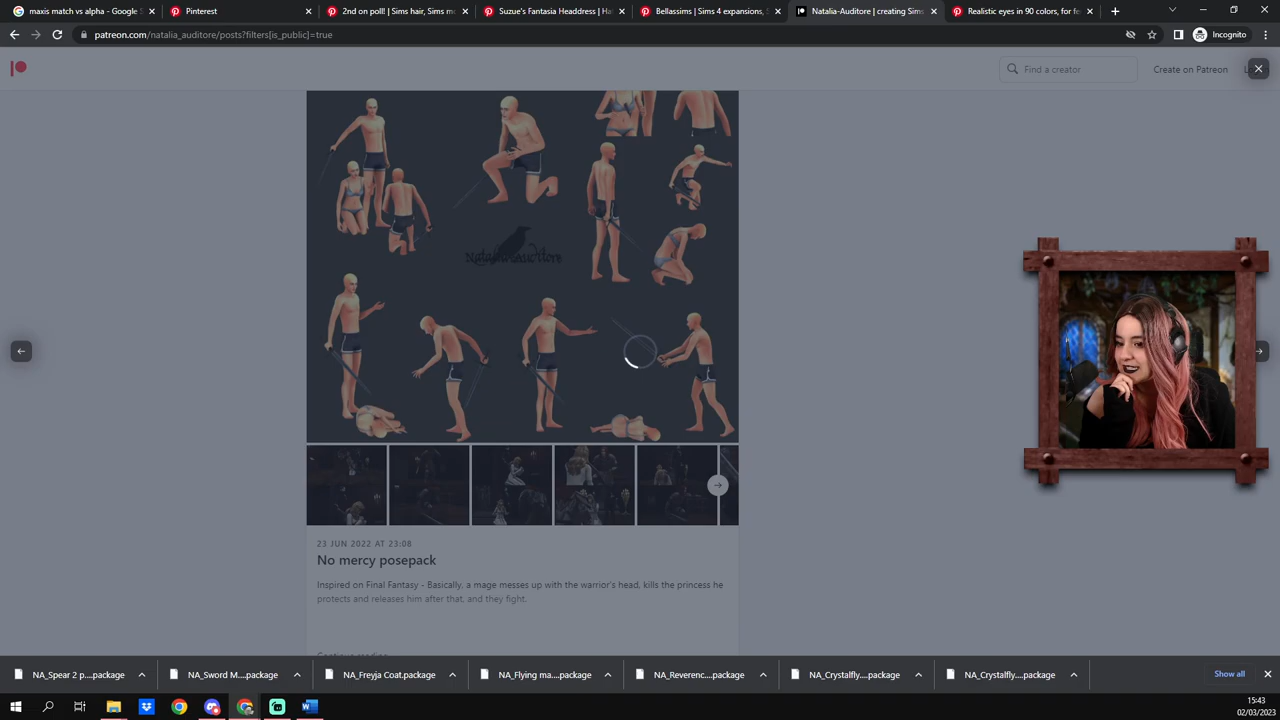 maxis match vs alpha - Google S
Pinterest
2nd on poll! | Sims hair, Sims mo
Suzue's Fantasia Headdress | Ha
Bellassims | Sims 4 expansions, S
Natalia-Auditore | creating Sims
Realistic eyes in 90 colors, for fe
patreon.com/natalia_auditore/posts?filters[is_public]=true
Incognito
Find a creator
Create on Patreon
Natalia Auditore
23 JUN 2022 AT 23:08
No mercy posepack
Inspired on Final Fantasy - Basically, a mage messes up with the warrior's head, kills the princess he
protects and releases him after that, and they fight.
Continue reading
NA_Spear 2 p....package
NA_Sword M....package
NA_Freyja Coat.package
NA_Flying ma....package
NA_Reverenc....package
NA_Crystalfly....package
NA_Crystalfly....package
Show all
15:43
02/03/2023